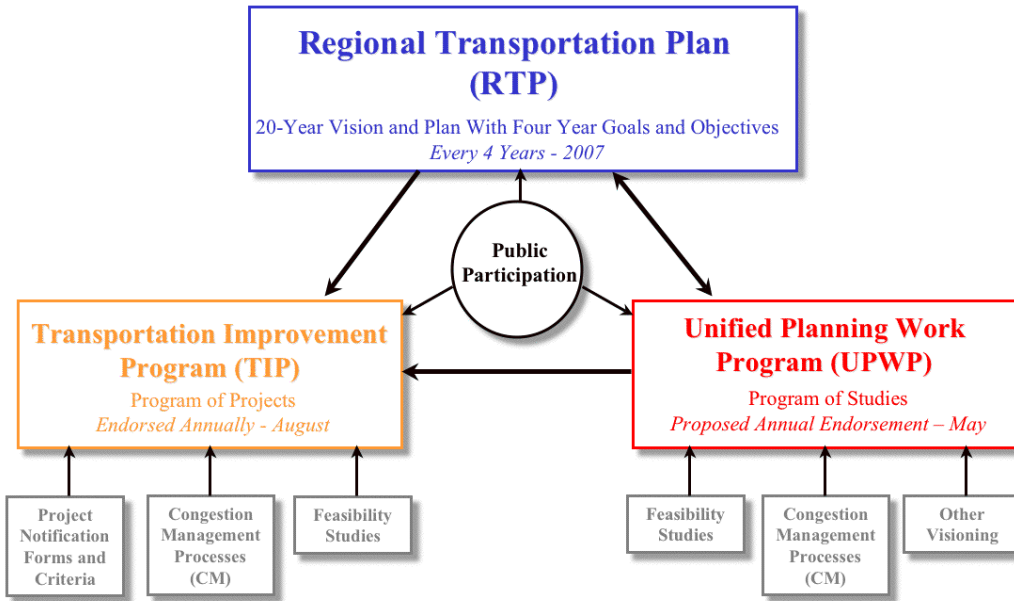 Regional Transportation Plan
(RTP)
20-Year Vision and Plan With Four Year Goals and Objectives
Every 4 Years - 2007
Public
Participation
Transportation Improvement
Program (TIP)
Program of Projects
Endorsed Annually - August
Unified Planning Work
Program (UPWP)
Program of Studies
Proposed Annual Endorsement – May
Project
Notification
Forms and
Criteria
Congestion
Management
Processes
(CM)
Feasibility
Studies
Feasibility
Studies
Congestion
Management
Processes
(CM)
Other
Visioning